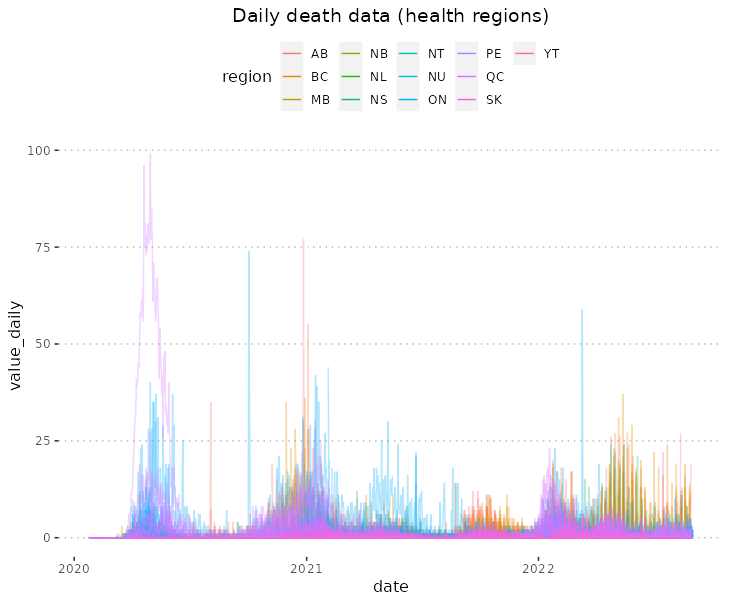 Daily death data (health regions)
AB NB NT PE YT
region BC NL NU QC
MB NS ON SK
100
75
50
25
0
value_daily
2020 2021 2022
date